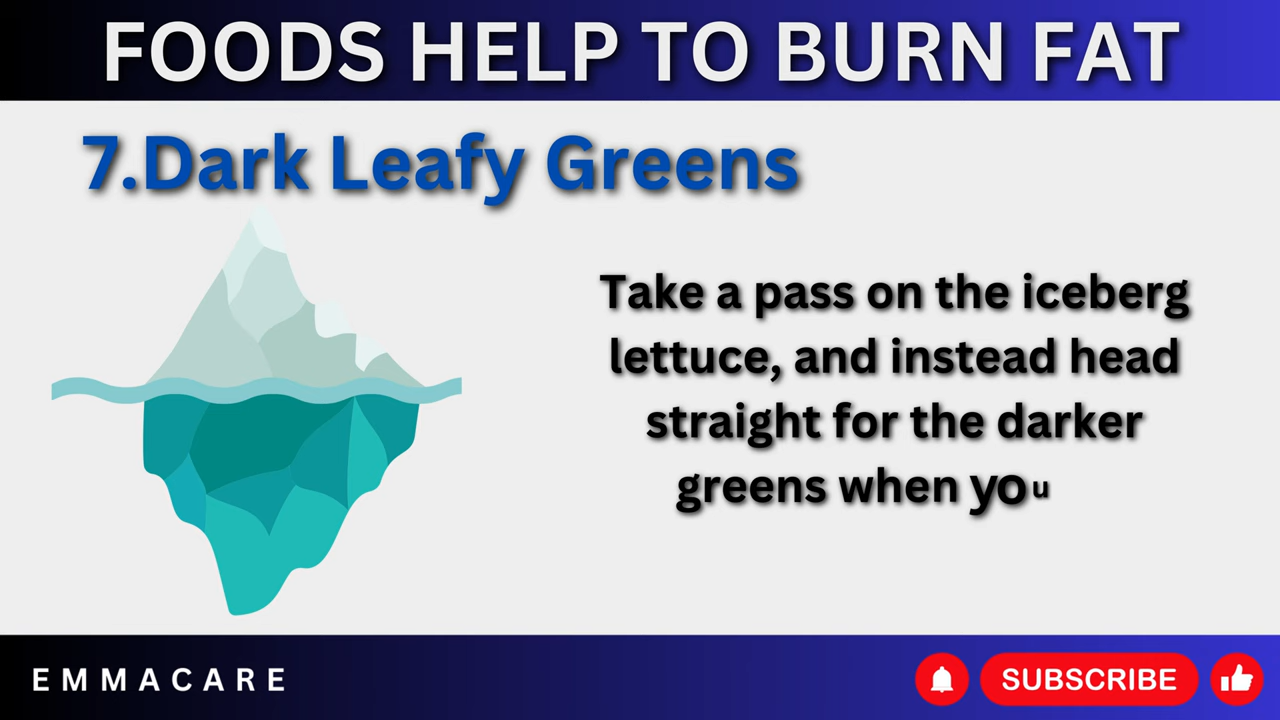 FOODS HELP TO BURN FAT
7.Dark Leafy Greens
Take a pass on the iceberg
lettuce, and instead head
straight for the darker
greens when you
EMMACARE
SUBSCRIBE